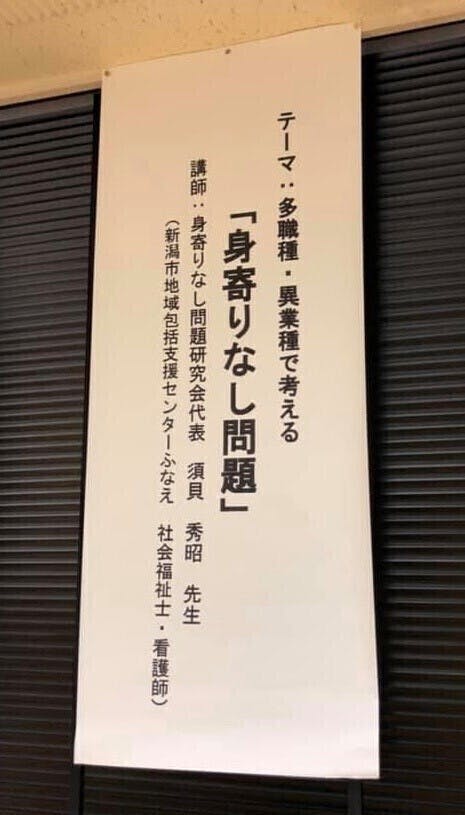 テーマ：多職種・異業種で考える
「身寄りなし問題」
講師：身寄りなし問題研究会代表　須貝　秀昭　先生
（新潟市地域包括支援センターふなえ　社会福祉士・看護師）